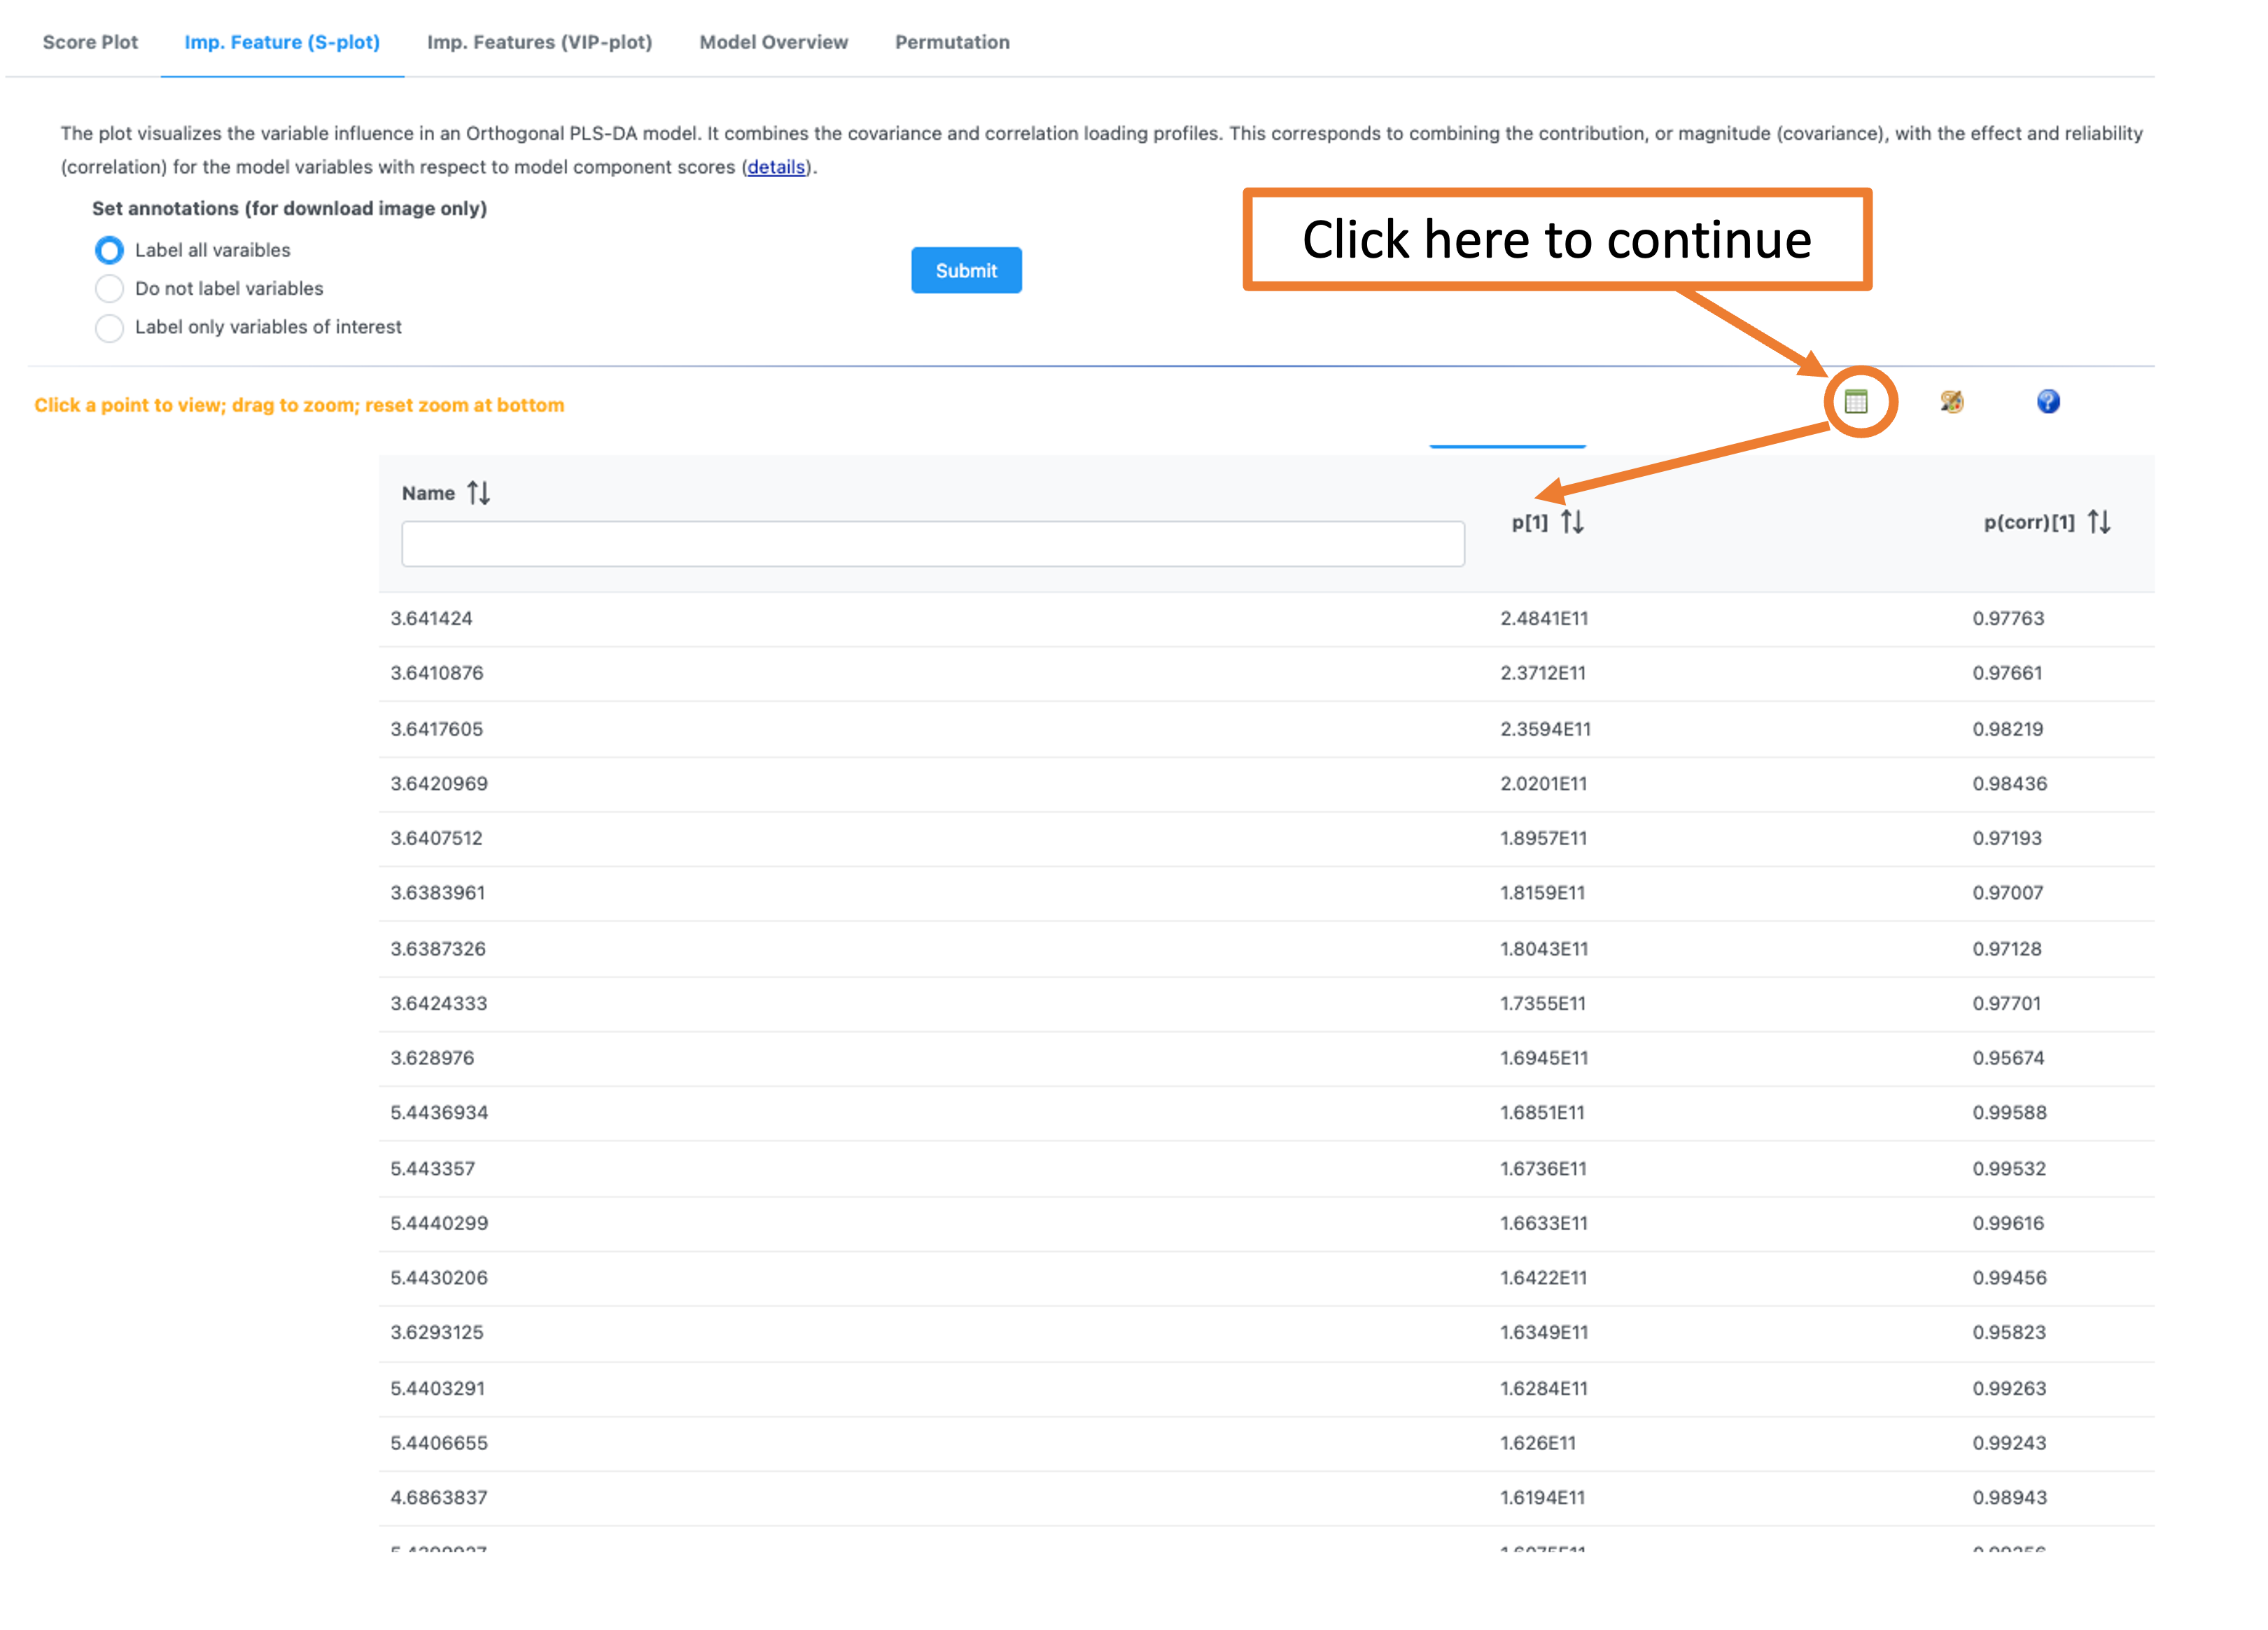 Score Plot Imp. Feature (S-plot) Imp. Features (VIP-plot) Model Overview Permutation
The plot visualizes the variable influence in an Orthogonal PLS-DA model. It combines the covariance and correlation loading profiles. This corresponds to combining the contribution, or magnitude (covariance), with the effect and reliability
(correlation) for the model variables with respect to model component scores (details).
Set annotations (for download image only)
Label all varaibles
Do not label variables
Label only variables of interest
Submit
Click here to continue
Click a point to view; drag to zoom; reset zoom at bottom
Name p[1] p(corr)[1]
3.641424 2.4841E11 0.97763
3.6410876 2.3712E11 0.97661
3.6417605 2.3594E11 0.98219
3.6420969 2.0201E11 0.98436
3.6407512 1.8957E11 0.97193
3.6383961 1.8159E11 0.97007
3.6387326 1.8043E11 0.97128
3.6424333 1.7355E11 0.97701
3.628976 1.6945E11 0.95674
5.4436934 1.6851E11 0.99588
5.443357 1.6736E11 0.99532
5.4440299 1.6633E11 0.99616
5.4430206 1.6422E11 0.99456
3.6293125 1.6349E11 0.95823
5.4403291 1.6284E11 0.99263
5.4406655 1.626E11 0.99243
4.6863837 1.6194E11 0.98943